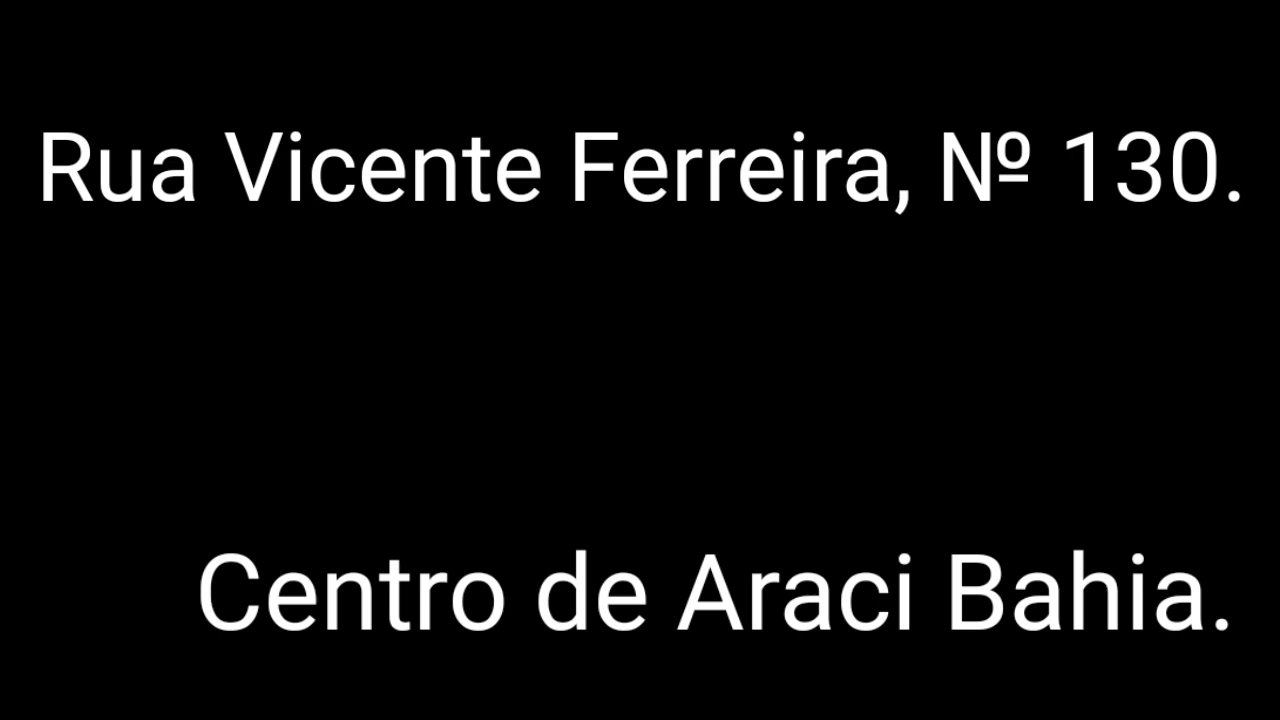 Rua Vicente Ferreira, Nº 130.
Centro de Araci Bahia.